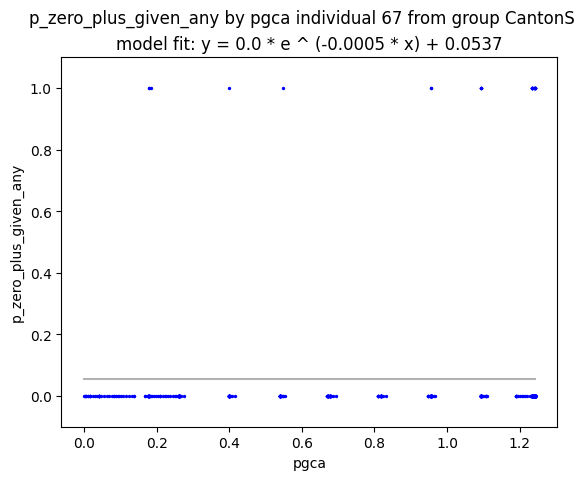 p_zero_plus_given_any by pgca individual 67 from group CantonS
model fit: y = 0.0 * e ^ (-0.0005 * x) + 0.0537
p_zero_plus_given_any
1.0
0.8
0.6
0.4
0.2
0.0
0.0 0.2 0.4 0.6 0.8 1.0 1.2
pgca